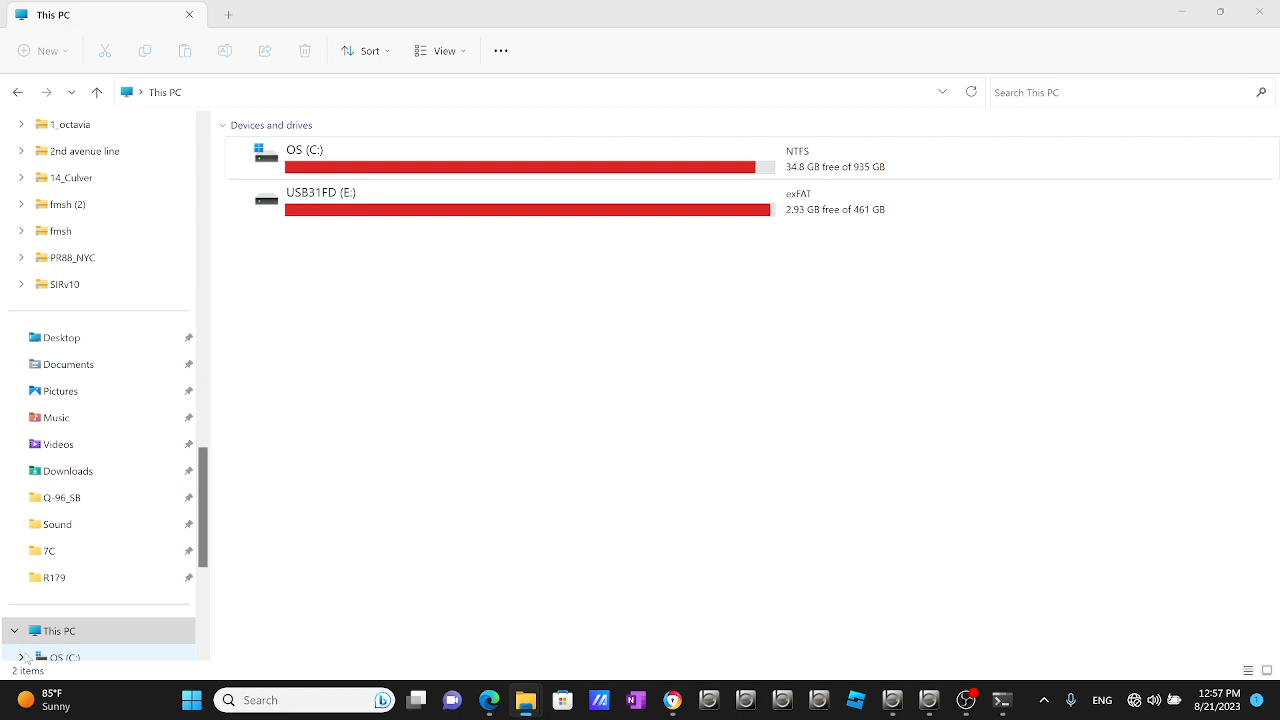 This PC
New
Sort
View
This PC
Search This PC
1_octavia
2nd avenue line
14_Culver
fmsh (2)
fmsh
PR88_NYC
SIRv10
Desktop
Documents
Pictures
Music
Videos
Downloads
Q-96_SB
Sound
7C
R179
This PC
OS (C:)
Devices and drives
OS (C:)
NTFS
34.8 GB free of 935 GB
USB31FD (E:)
exFAT
2.93 GB free of 461 GB
2 items
85°F
Sunny
Search
ENG
12:57 PM
8/21/2023
1